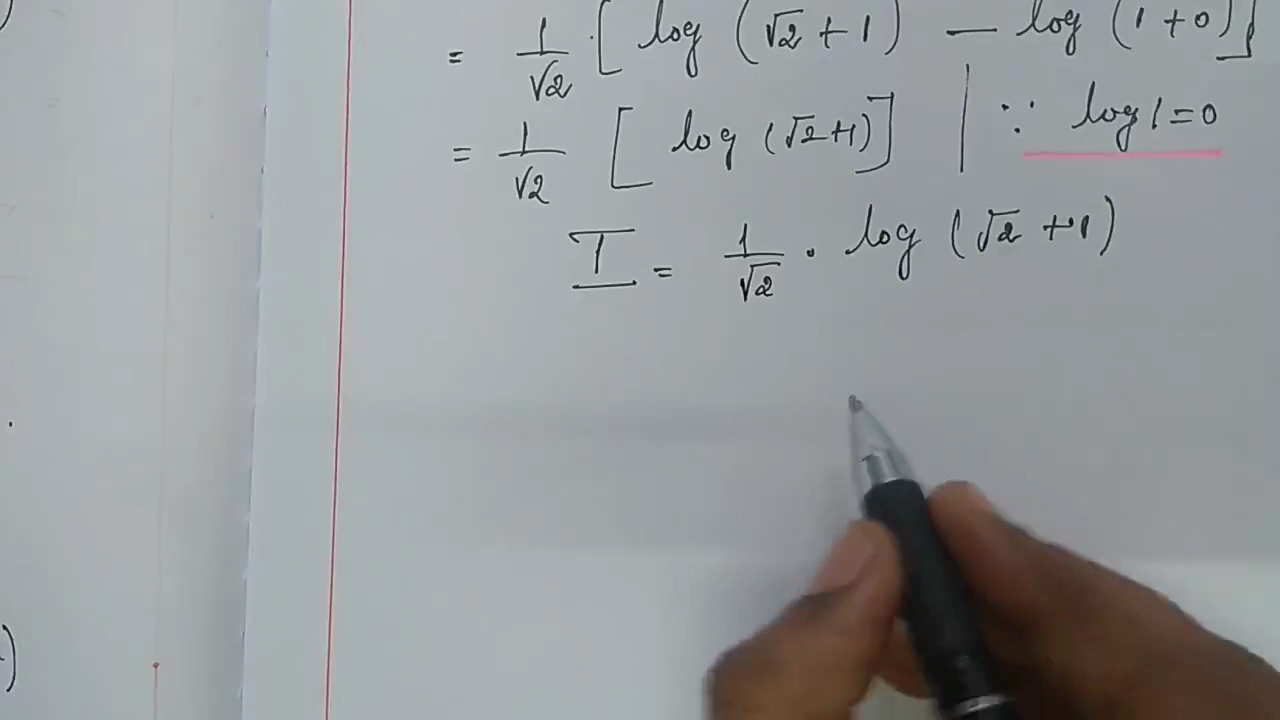 = 1/√2 · [ log (√2 + 1) — log (1 + 0) ]
= 1/√2 [ log (√2+1) ] | ∵ log 1 = 0
I = 1/√2 · log (√2 + 1)